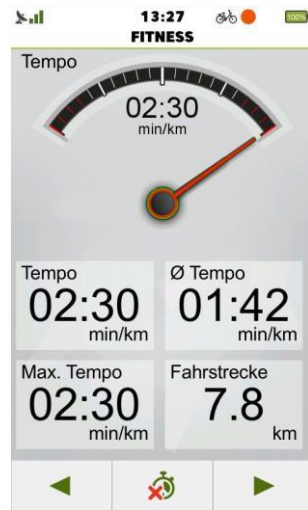 13:27
100%
FITNESS
Tempo
02:30
min/km
Tempo
02:30
min/km
Ø Tempo
01:42
min/km
Max. Tempo
02:30
min/km
Fahrstrecke
7.8
km